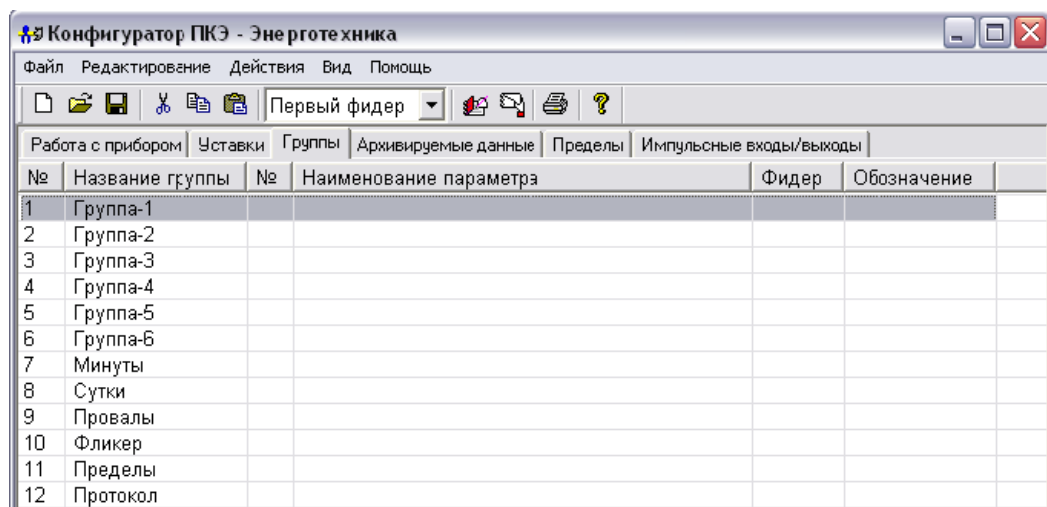 Конфигуратор ПКЭ - Энерготехника
Файл Редактирование Действия Вид Помощь
Первый фидер
Работа с прибором Уставки Группы Архивируемые данные Пределы Импульсные входы/выходы
№ Название группы № Наименование параметра Фидер Обозначение
1 Группа-1
2 Группа-2
3 Группа-3
4 Группа-4
5 Группа-5
6 Группа-6
7 Минуты
8 Сутки
9 Провалы
10 Фликер
11 Пределы
12 Протокол